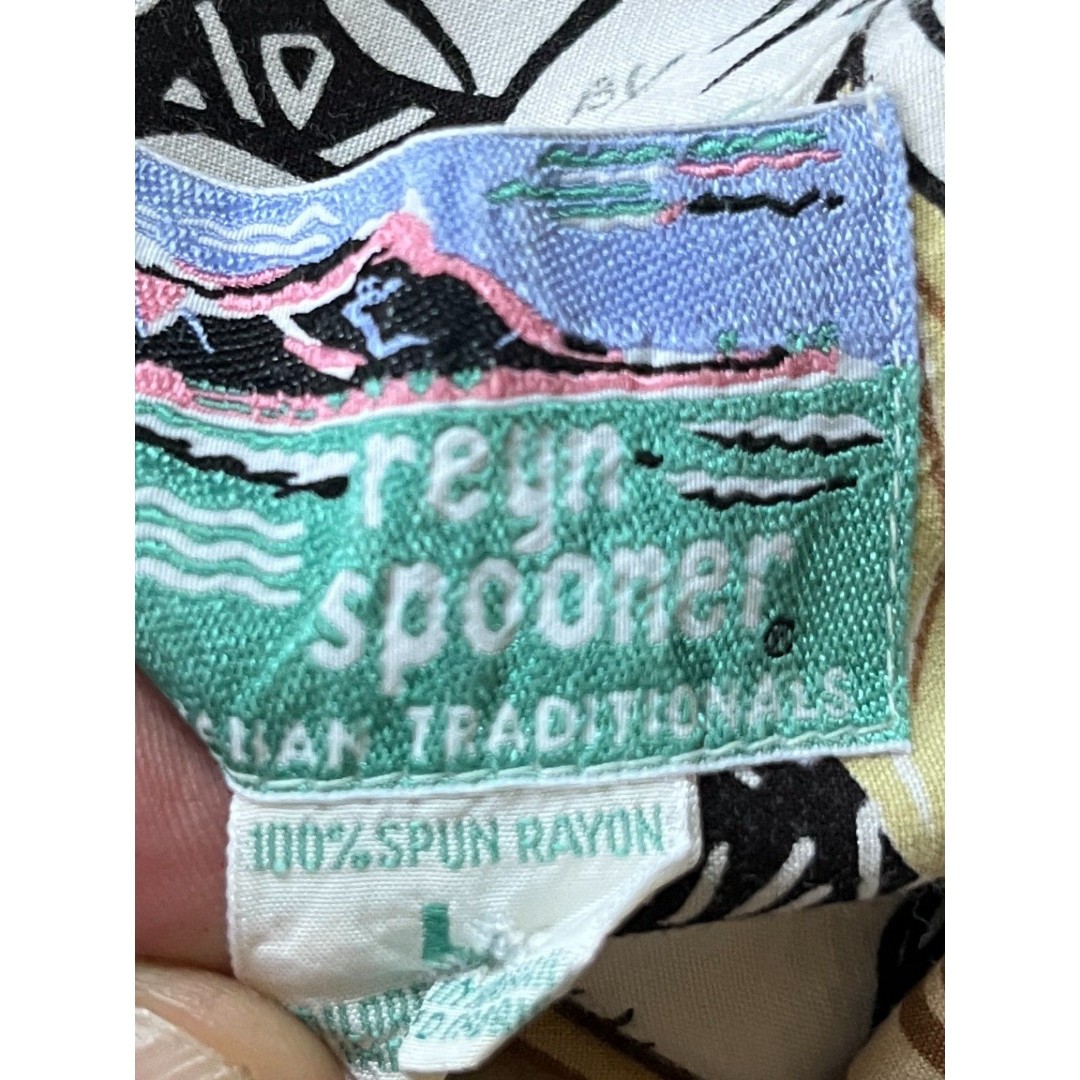 reyn
spooner®
TRADITIONALS
100% SPUN RAYON
L